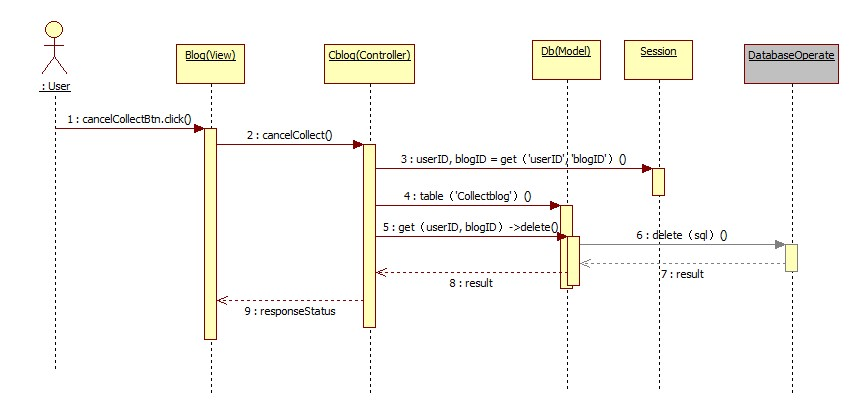 : User
Blog(View)
Cblog(Controller)
Db(Model)
Session
DatabaseOperate
1 : cancelCollectBtn.click()
2 : cancelCollect()
3 : userID, blogID = get（'userID', 'blogID'）()
4 : table（'Collectblog'）()
5 : get（userID, blogID）->delete()
6 : delete（sql）()
7 : result
8 : result
9 : responseStatus